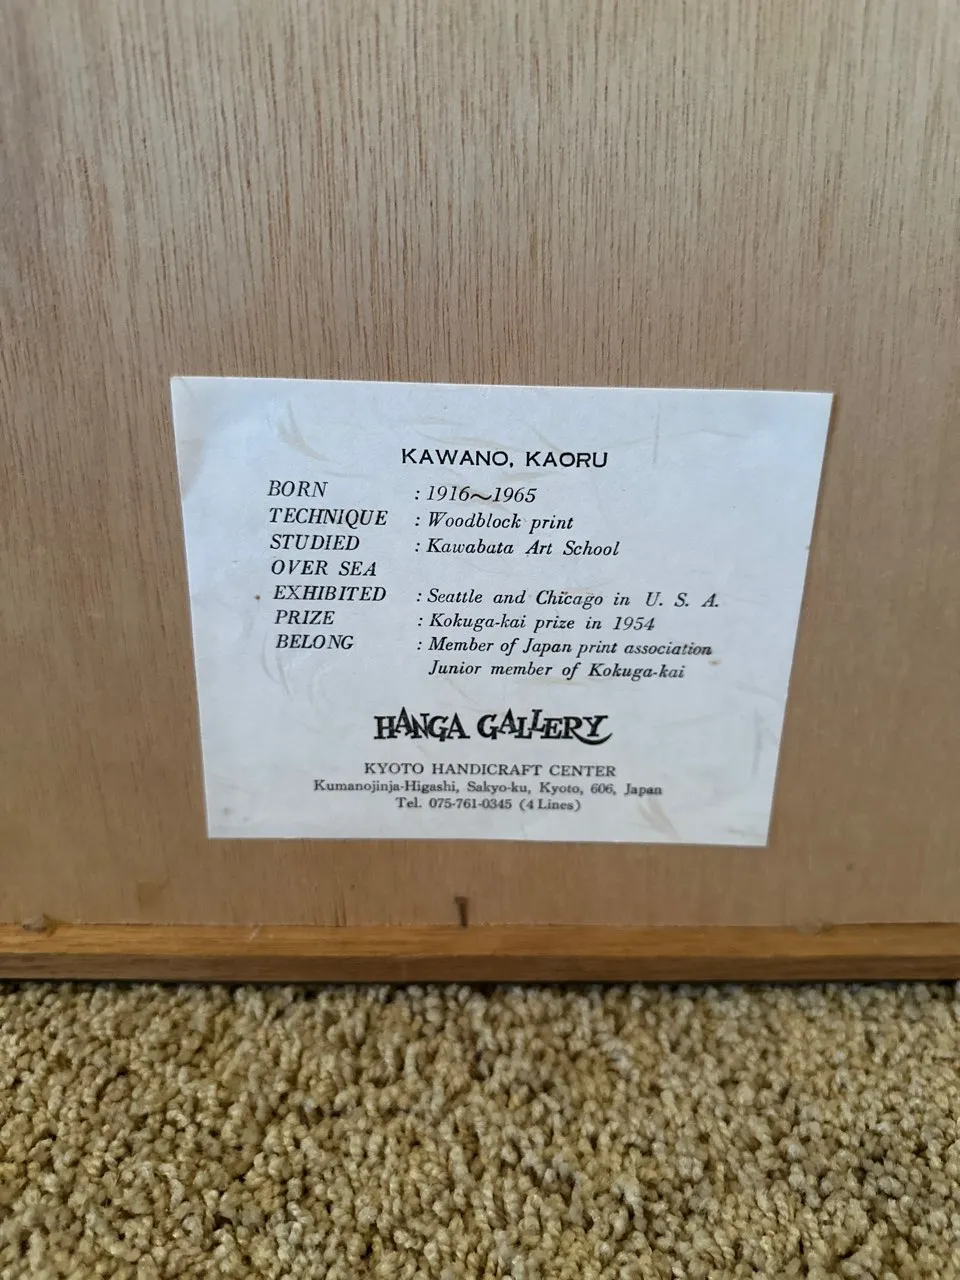 KAWANO, KAORU
BORN : 1916~1965
TECHNIQUE : Woodblock print
STUDIED : Kawabata Art School
OVER SEA
EXHIBITED : Seattle and Chicago in U. S. A.
PRIZE : Kokuga-kai prize in 1954
BELONG : Member of Japan print association
Junior member of Kokuga-kai
HANGA GALLERY
KYOTO HANDICRAFT CENTER
Kumanojinja-Higashi, Sakyo-ku, Kyoto, 606, Japan
Tel. 075-761-0345 (4 Lines)